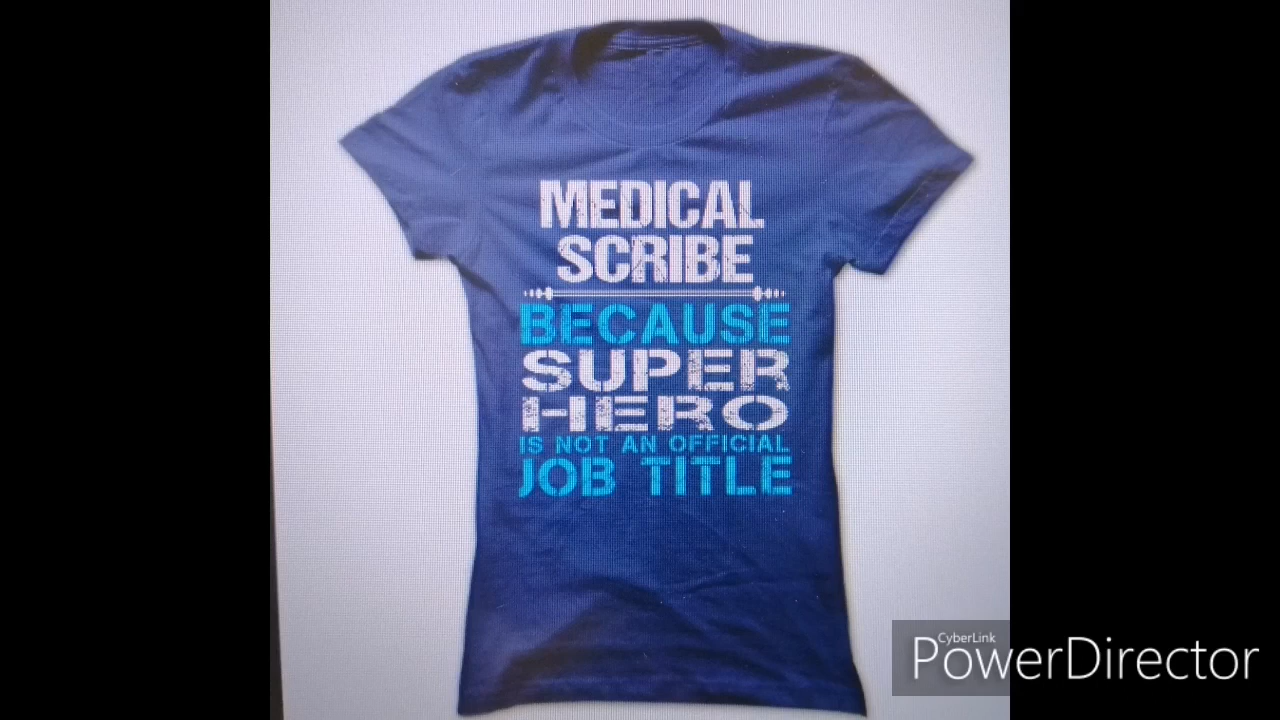 MEDICAL
SCRIBE
BECAUSE
SUPER
HERO
IS NOT AN OFFICIAL
JOB TITLE
CyberLink
PowerDirector